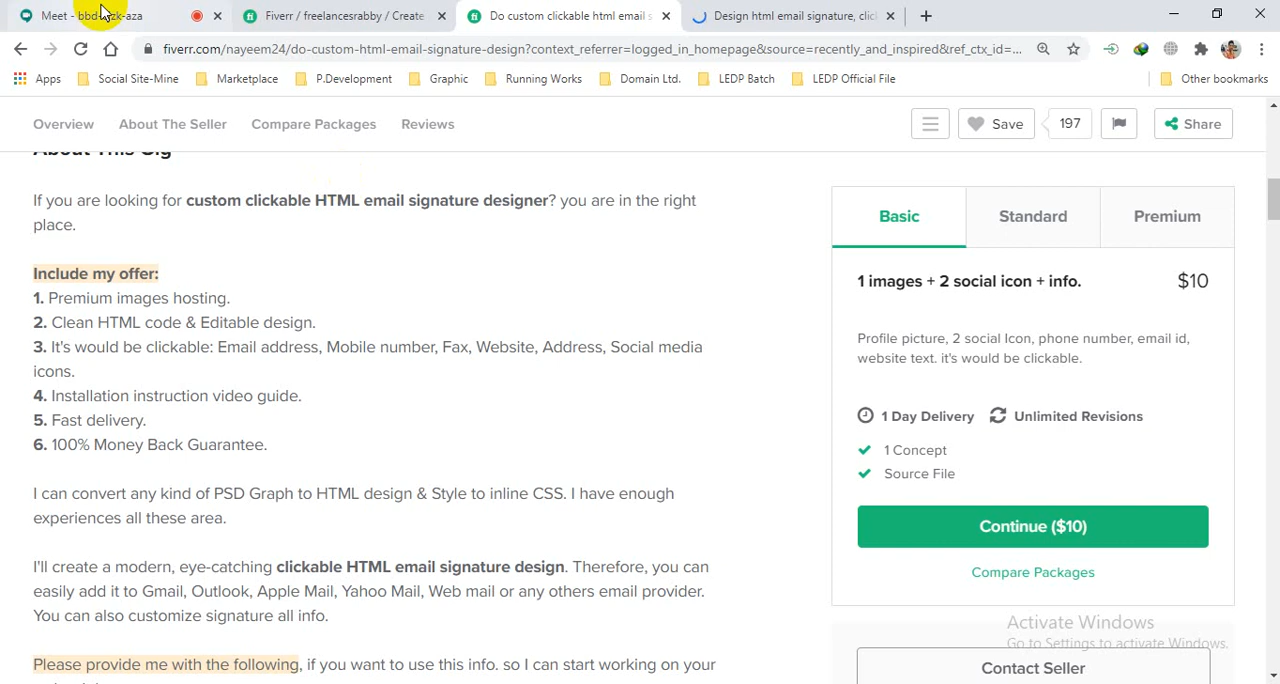 Meet - bbd-izzk-aza
Fiverr / freelancesrabby / Create
Do custom clickable html email s
Design html email signature, clic
fiverr.com/nayeem24/do-custom-html-email-signature-design?context_referrer=logged_in_homepage&source=recently_and_inspired&ref_ctx_id=...
Apps
Social Site-Mine
Marketplace
P.Development
Graphic
Running Works
Domain Ltd.
LEDP Batch
LEDP Official File
Other bookmarks
Overview
About The Seller
Compare Packages
Reviews
Save
197
Share
About This Gig
If you are looking for custom clickable HTML email signature designer? you are in the right
place.
Include my offer:
1. Premium images hosting.
2. Clean HTML code & Editable design.
3. It's would be clickable: Email address, Mobile number, Fax, Website, Address, Social media
icons.
4. Installation instruction video guide.
5. Fast delivery.
6. 100% Money Back Guarantee.
I can convert any kind of PSD Graph to HTML design & Style to inline CSS. I have enough
experiences all these area.
I'll create a modern, eye-catching clickable HTML email signature design. Therefore, you can
easily add it to Gmail, Outlook, Apple Mail, Yahoo Mail, Web mail or any others email provider.
You can also customize signature all info.
Please provide me with the following, if you want to use this info. so I can start working on your
Basic
Standard
Premium
1 images + 2 social icon + info.
$10
Profile picture, 2 social Icon, phone number, email id,
website text. it's would be clickable.
1 Day Delivery
Unlimited Revisions
1 Concept
Source File
Continue ($10)
Compare Packages
Activate Windows
Go to Settings to activate Windows.
Contact Seller